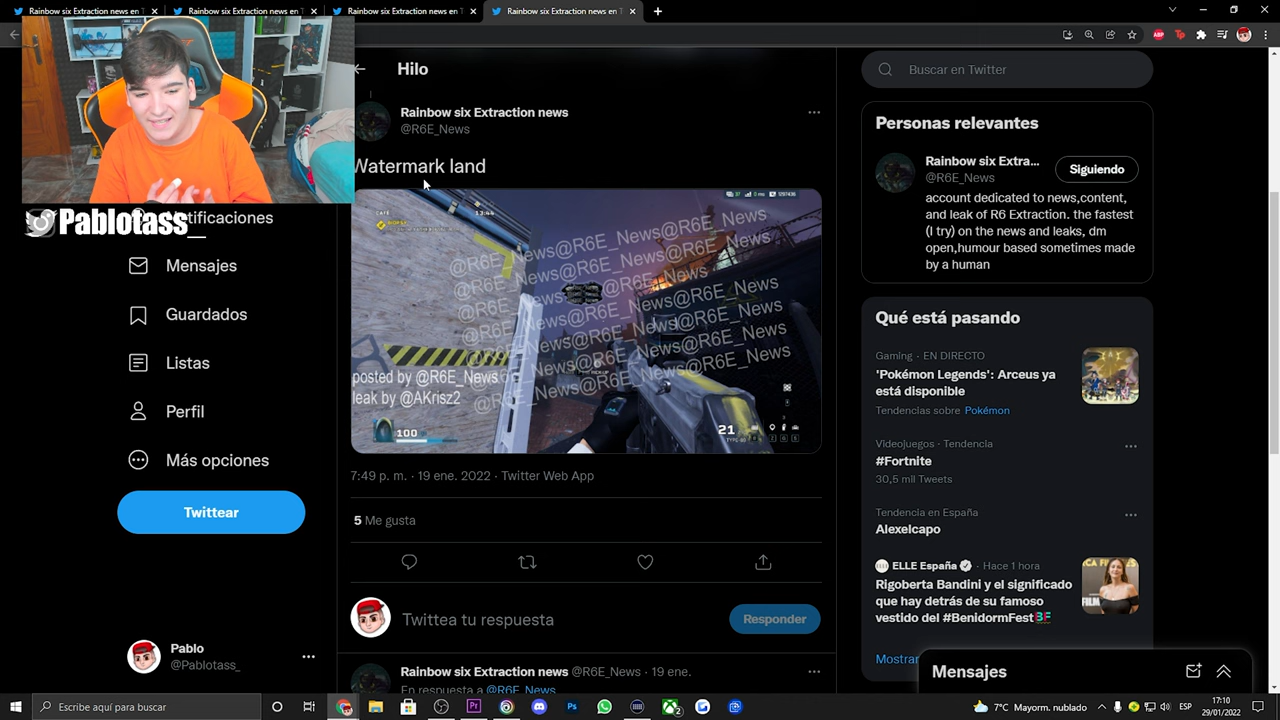 Rainbow six Extraction news en T
Rainbow six Extraction news en T
Rainbow six Extraction news en T
Rainbow six Extraction news en T
Pablotass_
Notificaciones
Mensajes
Guardados
Listas
Perfil
Más opciones
Twittear
Pablo
@Pablotass_
Hilo
Rainbow six Extraction news
@R6E_News
Watermark land
13:44
@R6E_News@R6E_News
@R6E_News@R6E_News@R6E_News
@R6E_News@R6E_News@R6E_News
@R6E_News@R6E_News@R6E_News
@R6E_News@R6E_News@R6E_News
posted by @R6E_News
leak by @AKrisz2
100
21
7:49 p. m. · 19 ene. 2022 · Twitter Web App
5 Me gusta
Twittea tu respuesta
Responder
Rainbow six Extraction news @R6E_News · 19 ene.
En respuesta a @R6E_News
Buscar en Twitter
Personas relevantes
Rainbow six Extra...
@R6E_News
Siguiendo
account dedicated to news,content,
and leak of R6 Extraction. the fastest
(I try) on the news and leaks, dm
open,humour based sometimes made
by a human
Qué está pasando
Gaming · EN DIRECTO
'Pokémon Legends': Arceus ya
está disponible
Tendencias sobre Pokémon
Videojuegos · Tendencia
#Fortnite
30,5 mil Tweets
Tendencia en España
Alexelcapo
ELLE España · Hace 1 hora
Rigoberta Bandini y el significado
que hay detrás de su famoso
vestido del #BenidormFest
Mostrar
Mensajes
Escribe aquí para buscar
7°C Mayorm. nublado
ESP
17:10
29/01/2022